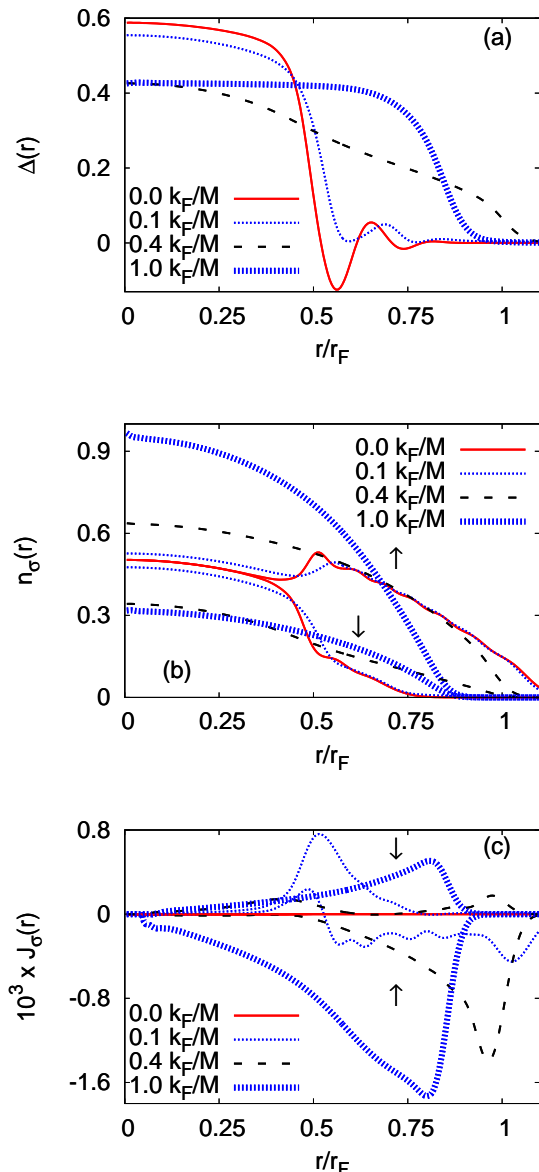 0.6
(a)
0.4
Δ(r)
0.2
0.0 k_F/M
0.1 k_F/M
0.4 k_F/M
1.0 k_F/M
0
0 0.25 0.5 0.75 1
r/r_F
0.9
0.0 k_F/M
0.1 k_F/M
0.4 k_F/M
1.0 k_F/M
0.6
n_σ(r)
↑
0.3
↓
(b)
0
0 0.25 0.5 0.75 1
r/r_F
0.8
↓
(c)
0
10^3 x J_σ(r)
-0.8
↑
0.0 k_F/M
0.1 k_F/M
0.4 k_F/M
1.0 k_F/M
-1.6
0 0.25 0.5 0.75 1
r/r_F